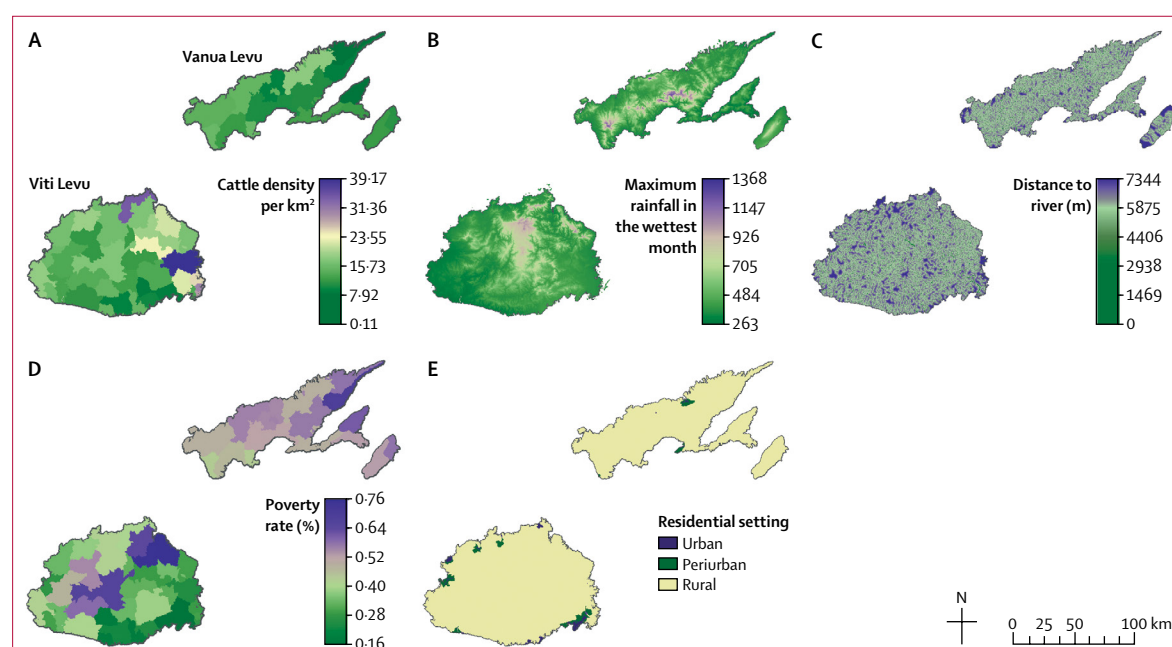 A
Vanua Levu
Viti Levu
Cattle density
per km²
39·17
31·36
23·55
15·73
7·92
0·11
B
Maximum
rainfall in
the wettest
month
1368
1147
926
705
484
263
C
Distance to
river (m)
7344
5875
4406
2938
1469
0
D
Poverty
rate (%)
0·76
0·64
0·52
0·40
0·28
0·16
E
Residential setting
Urban
Periurban
Rural
N
0 25 50 100 km